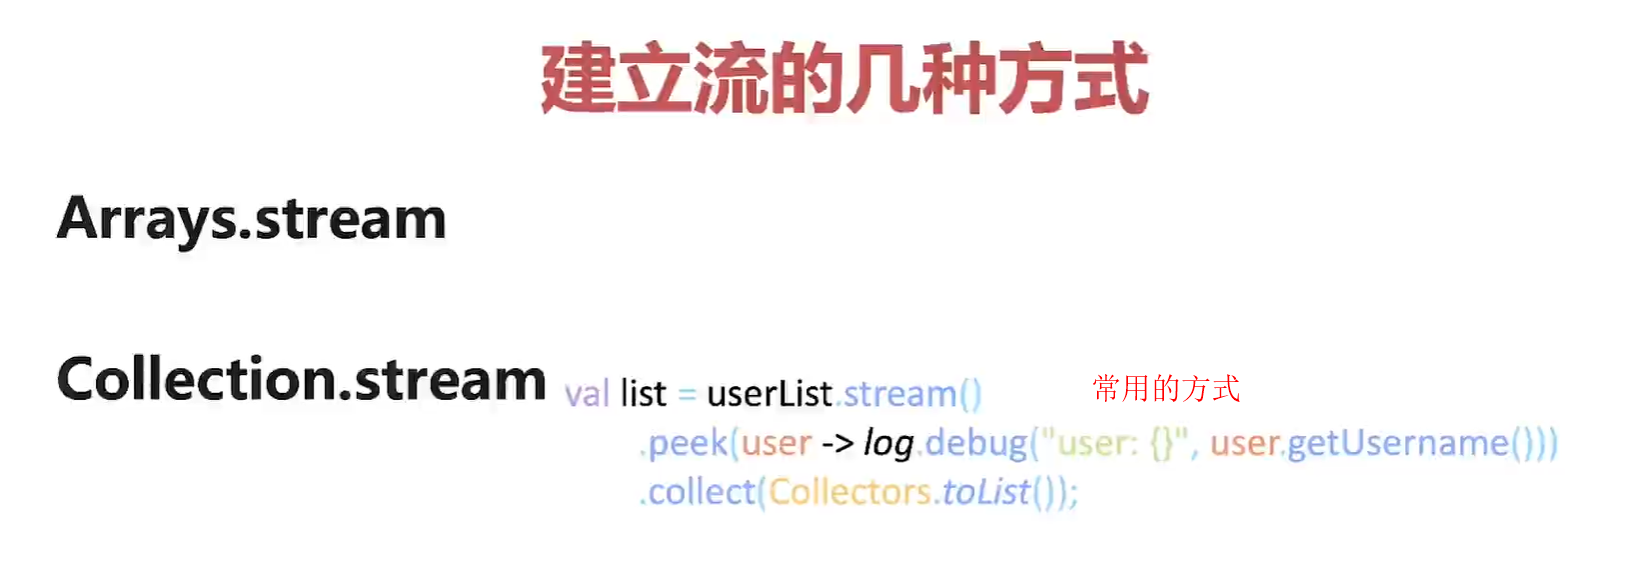 建立流的几种方式
Arrays.stream
Collection.stream val list = userList.stream() 常用的方式
.peek(user -> log.debug("user: {}", user.getUsername()))
.collect(Collectors.toList());